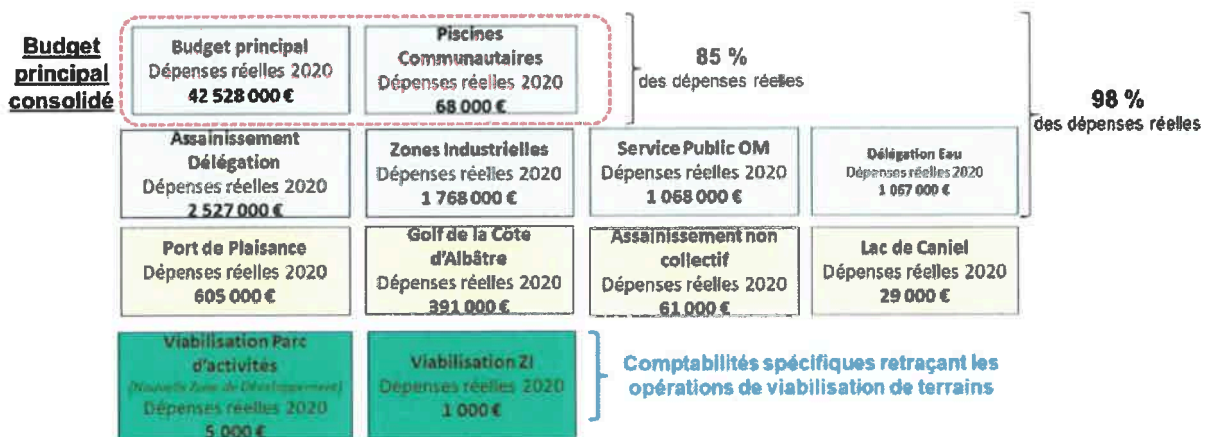 Budget
principal
consolidé
Budget principal
Dépenses réelles 2020
42 528 000 €
Piscines
Communautaires
Dépenses réelles 2020
68 000 €
85 %
des dépenses réelles
98 %
des dépenses réelles
Assainissement
Délégation
Dépenses réelles 2020
2 527 000 €
Zones Industrielles
Dépenses réelles 2020
1 768 000 €
Service Public OM
Dépenses réelles 2020
1 068 000 €
Délégation Eau
Dépenses réelles 2020
1 067 000 €
Port de Plaisance
Dépenses réelles 2020
605 000 €
Golf de la Côte
d'Albâtre
Dépenses réelles 2020
391 000 €
Assainissement non
collectif
Dépenses réelles 2020
61 000 €
Lac de Caniel
Dépenses réelles 2020
29 000 €
Viabilisation Parc
d'activités
(Nouvelle Zone de Développement)
Dépenses réelles 2020
5 000 €
Viabilisation ZI
Dépenses réelles 2020
1 000 €
Comptabilités spécifiques retraçant les
opérations de viabilisation de terrains